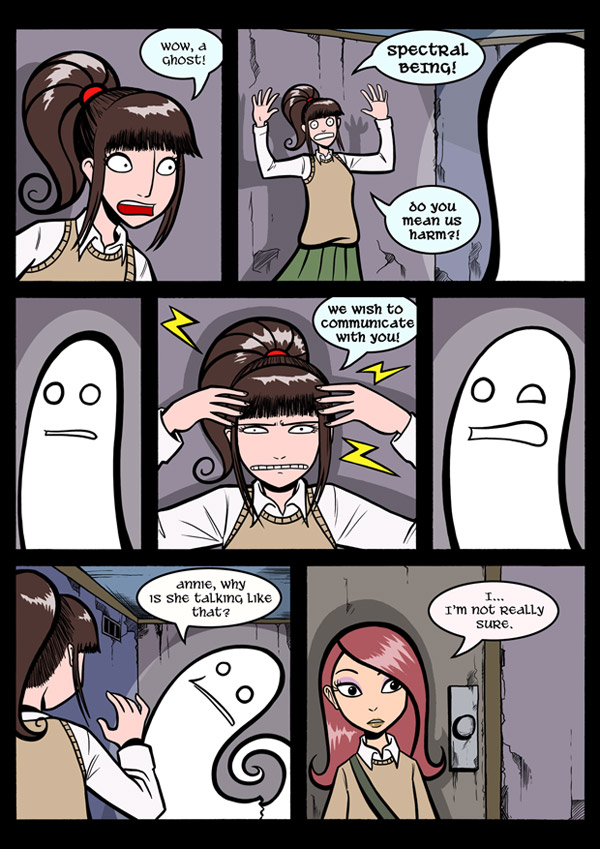 Wow, a
ghost!
Spectral
being!
Do you
mean us
harm?!
We wish to
communicate
with you!
Annie, why
is she talking like
that?
I...
I'm not really
sure.